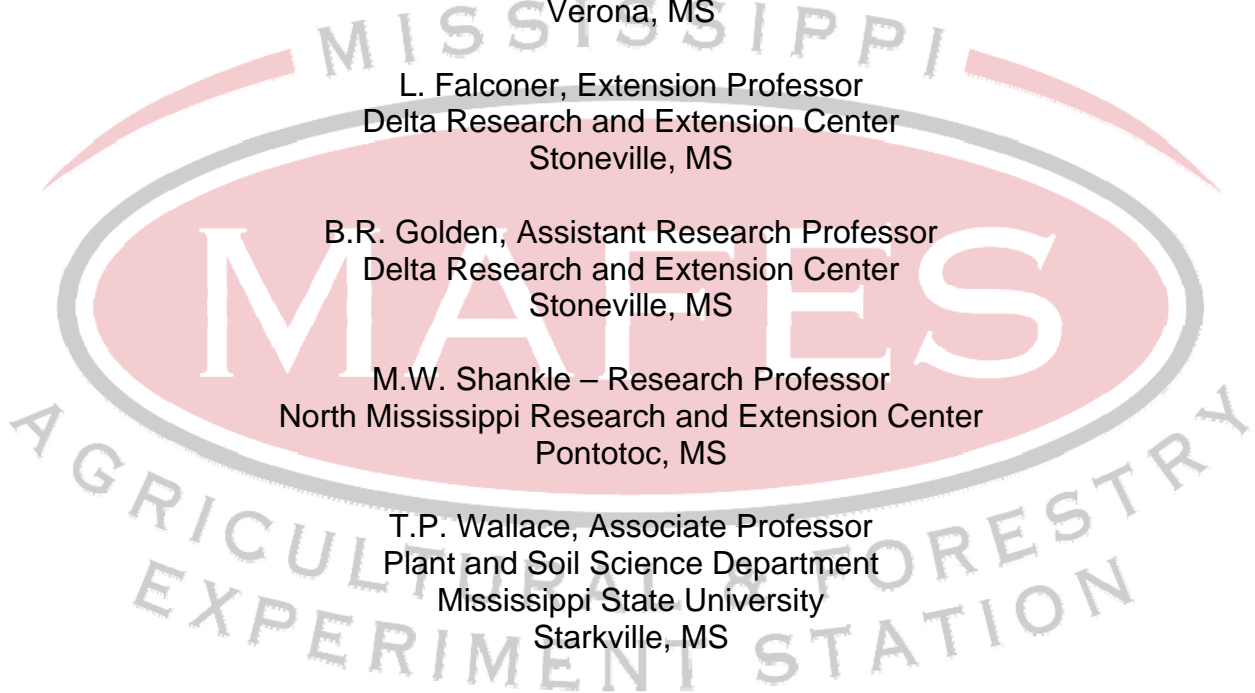 Verona, MS
MISSISSIPPI
L. Falconer, Extension Professor
Delta Research and Extension Center
Stoneville, MS
B.R. Golden, Assistant Research Professor
Delta Research and Extension Center
Stoneville, MS
MAFES
M.W. Shankle – Research Professor
North Mississippi Research and Extension Center
Pontotoc, MS
T.P. Wallace, Associate Professor
Plant and Soil Science Department
Mississippi State University
Starkville, MS
AGRICULTURAL & FORESTRY
EXPERIMENT STATION